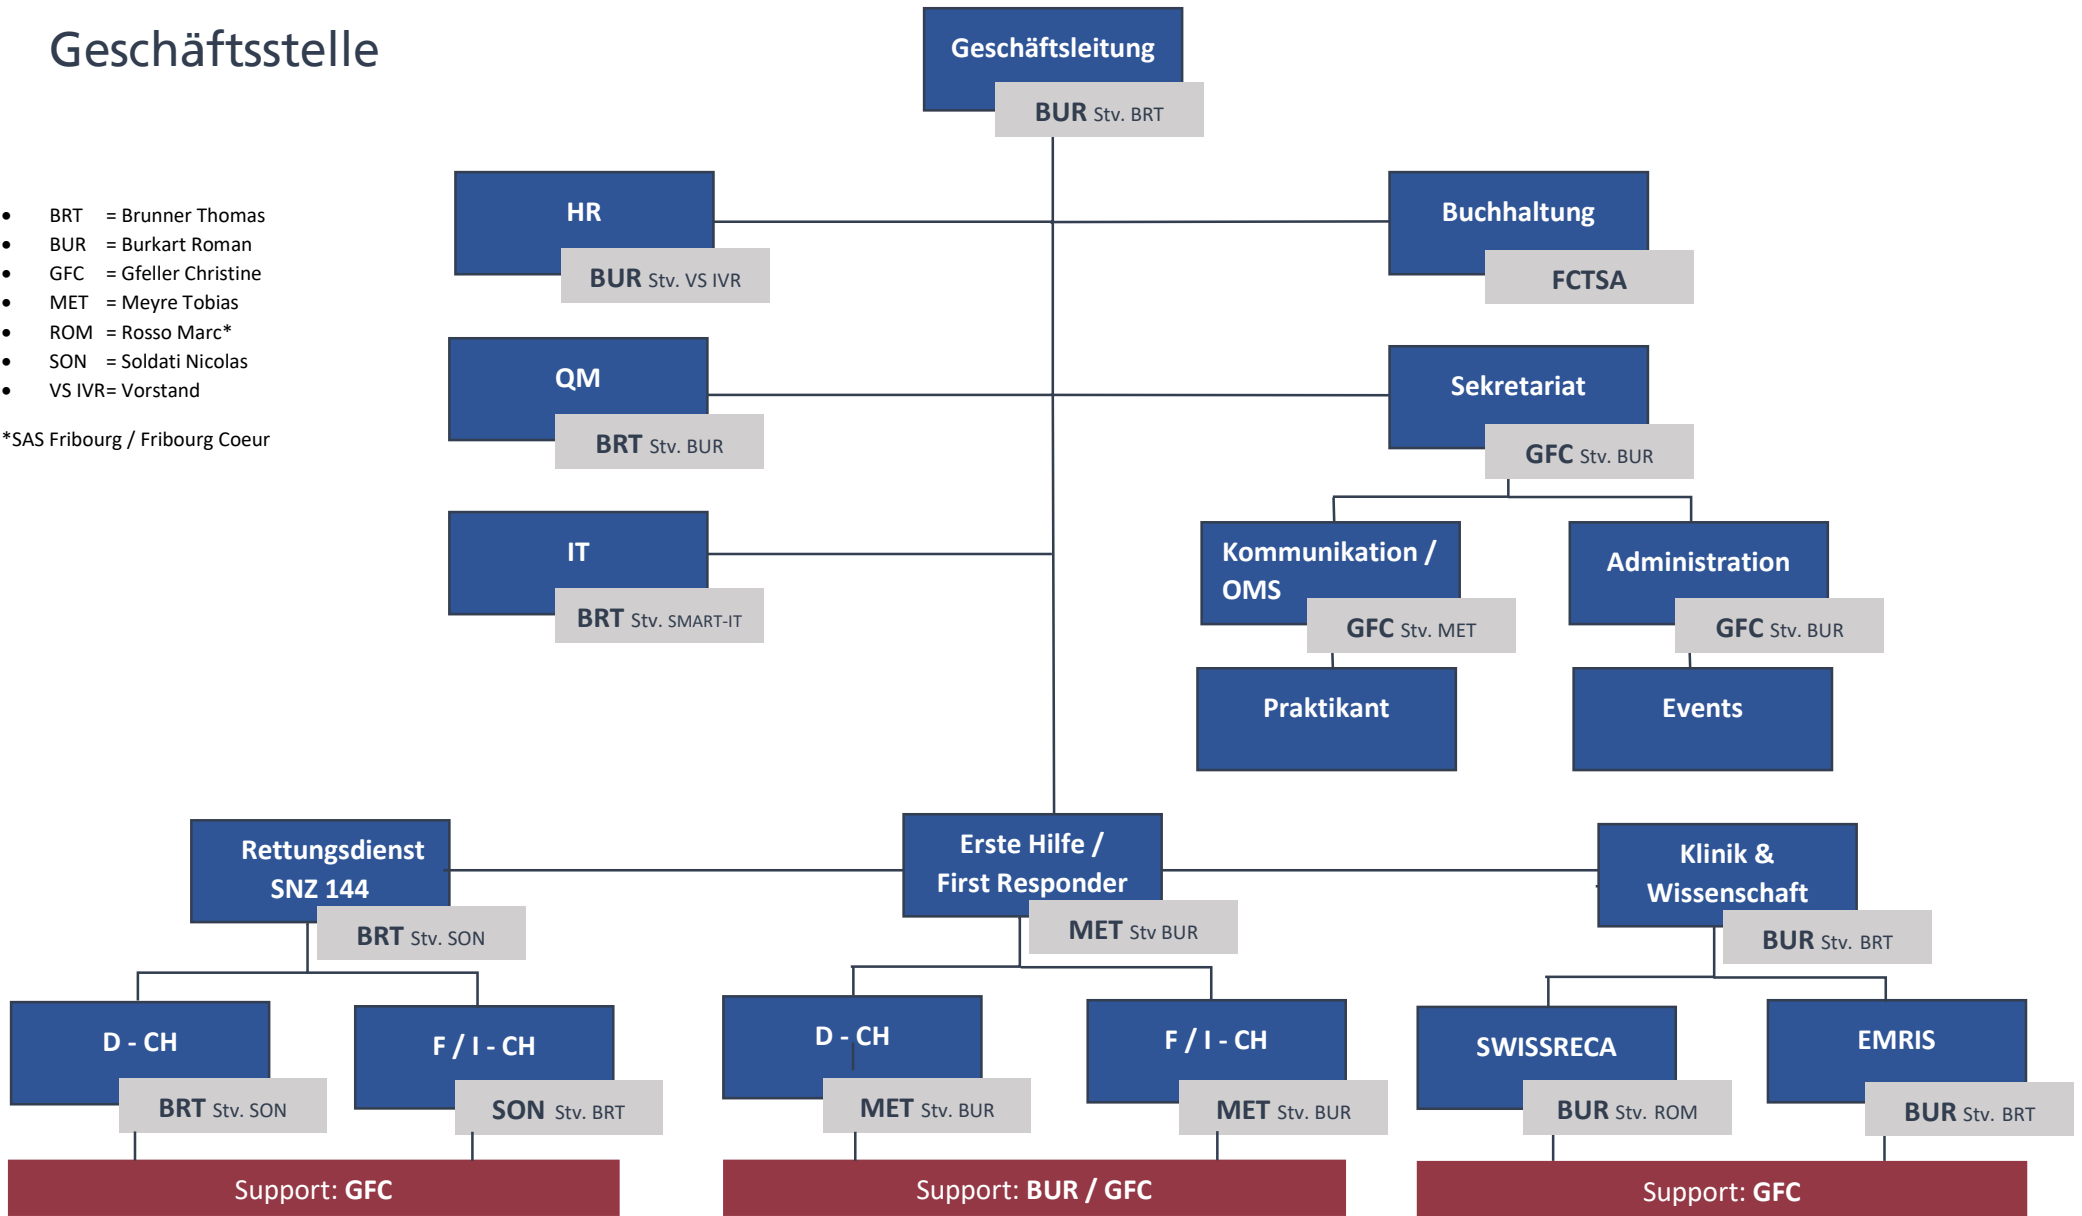 Geschäftsstelle
Geschäftsleitung
BUR Stv. BRT
• BRT = Brunner Thomas
• BUR = Burkart Roman
• GFC = Gfeller Christine
• MET = Meyre Tobias
• ROM = Rosso Marc*
• SON = Soldati Nicolas
• VS IVR= Vorstand
*SAS Fribourg / Fribourg Coeur
HR
BUR Stv. VS IVR
Buchhaltung
FCTSA
QM
BRT Stv. BUR
Sekretariat
GFC Stv. BUR
IT
BRT Stv. SMART-IT
Kommunikation /
OMS
GFC Stv. MET
Administration
GFC Stv. BUR
Praktikant
Events
Rettungsdienst
SNZ 144
BRT Stv. SON
Erste Hilfe /
First Responder
MET Stv BUR
Klinik &
Wissenschaft
BUR Stv. BRT
D - CH
BRT Stv. SON
F / I - CH
SON Stv. BRT
D - CH
MET Stv. BUR
F / I - CH
MET Stv. BUR
SWISSRECA
BUR Stv. ROM
EMRIS
BUR Stv. BRT
Support: GFC
Support: BUR / GFC
Support: GFC